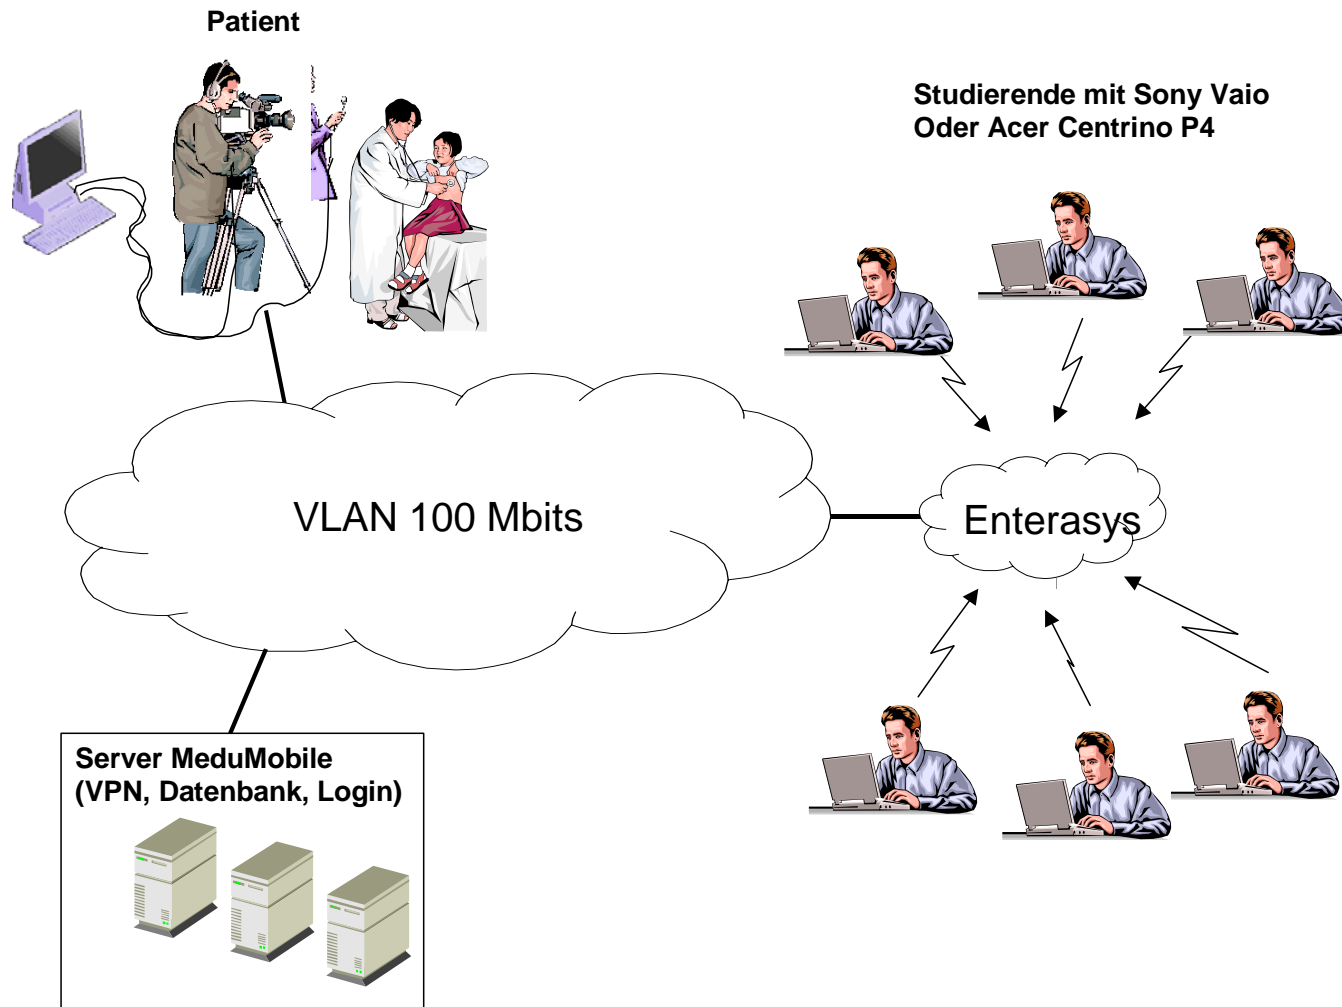 Patient
Studierende mit Sony Vaio
Oder Acer Centrino P4
VLAN 100 Mbits
Enterasys
Server MeduMobile
(VPN, Datenbank, Login)